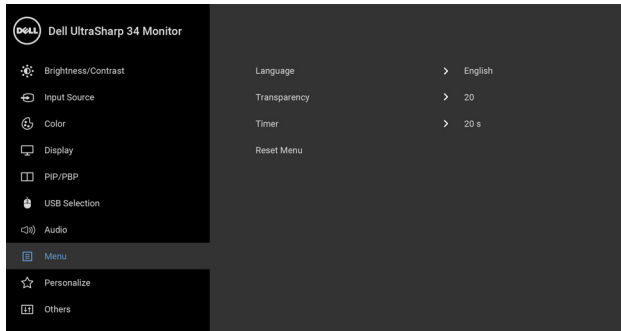 DELL Dell UltraSharp 34 Monitor
Brightness/Contrast
Input Source
Color
Display
PIP/PBP
USB Selection
Audio
Menu
Personalize
Others
Language > English
Transparency > 20
Timer > 20 s
Reset Menu